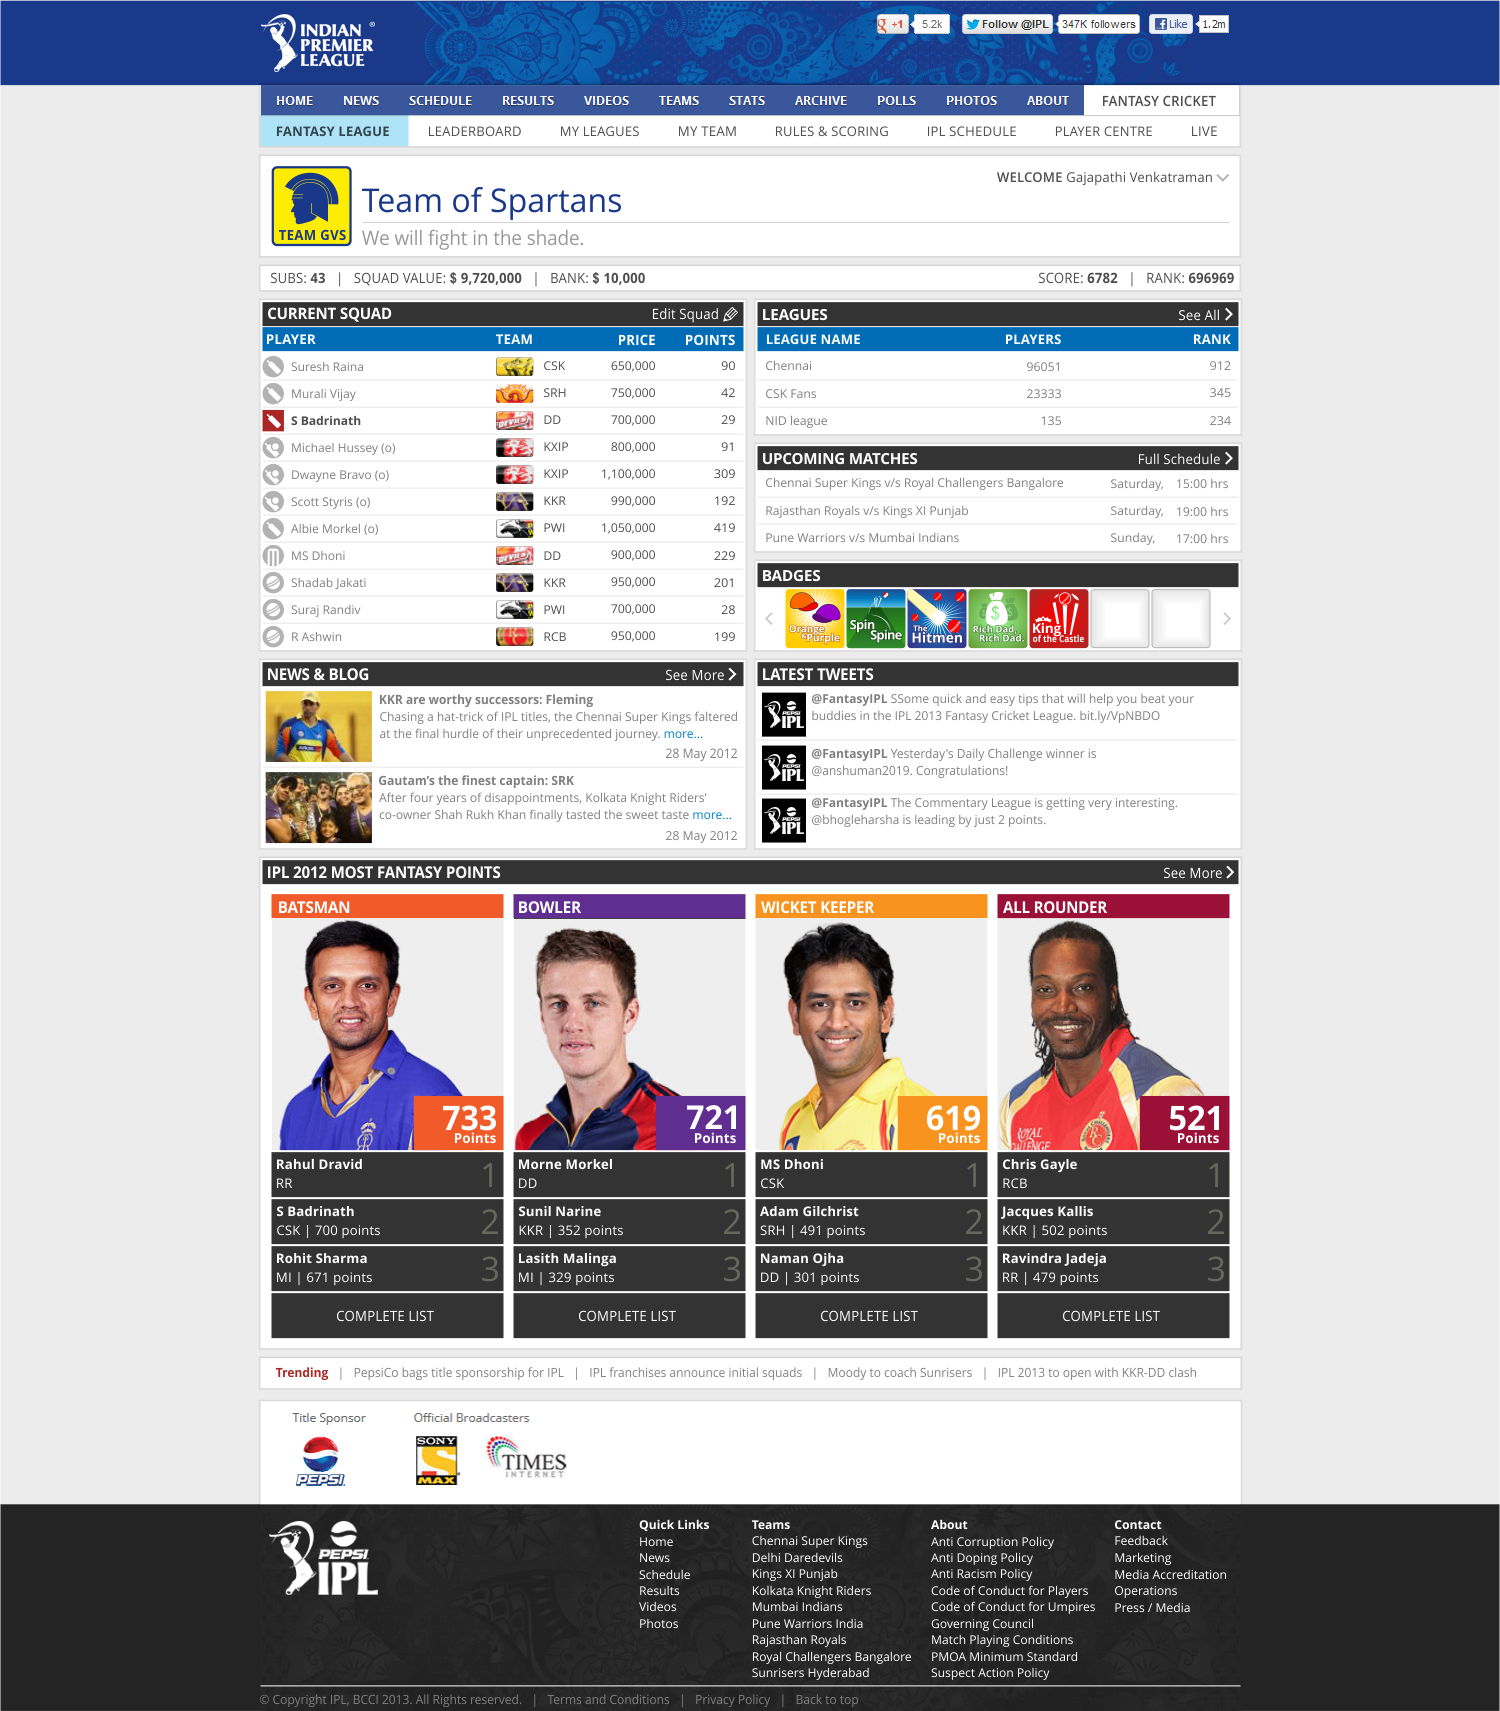 INDIAN
PREMIER
LEAGUE
®
+1 5.2k
Follow @IPL 347K followers
Like 1.2m
HOME NEWS SCHEDULE RESULTS VIDEOS TEAMS STATS ARCHIVE POLLS PHOTOS ABOUT FANTASY CRICKET
FANTASY LEAGUE LEADERBOARD MY LEAGUES MY TEAM RULES & SCORING IPL SCHEDULE PLAYER CENTRE LIVE
TEAM GVS
Team of Spartans
WELCOME Gajapathi Venkatraman
We will fight in the shade.
SUBS: 43 | SQUAD VALUE: $ 9,720,000 | BANK: $ 10,000
SCORE: 6782 | RANK: 696969
CURRENT SQUAD Edit Squad
PLAYER TEAM PRICE POINTS
Suresh Raina CSK 650,000 90
Murali Vijay SRH 750,000 42
S Badrinath DD 700,000 29
Michael Hussey (o) KXIP 800,000 91
Dwayne Bravo (o) KXIP 1,100,000 309
Scott Styris (o) KKR 990,000 192
Albie Morkel (o) PWI 1,050,000 419
MS Dhoni DD 900,000 229
Shadab Jakati KKR 950,000 201
Suraj Randiv PWI 700,000 28
R Ashwin RCB 950,000 199
LEAGUES See All
LEAGUE NAME PLAYERS RANK
Chennai 96051 912
CSK Fans 23333 345
NID league 135 234
UPCOMING MATCHES Full Schedule
Chennai Super Kings v/s Royal Challengers Bangalore Saturday, 15:00 hrs
Rajasthan Royals v/s Kings XI Punjab Saturday, 19:00 hrs
Pune Warriors v/s Mumbai Indians Sunday, 17:00 hrs
BADGES
Orange
&Purple
Spin
Spine
The
Hitmen
Rich Dad,
Rich Dad.
King
of the Castle
NEWS & BLOG See More
KKR are worthy successors: Fleming
Chasing a hat-trick of IPL titles, the Chennai Super Kings faltered
at the final hurdle of their unprecedented journey. more...
28 May 2012
Gautam's the finest captain: SRK
After four years of disappointments, Kolkata Knight Riders'
co-owner Shah Rukh Khan finally tasted the sweet taste more...
28 May 2012
LATEST TWEETS
PEPSI
IPL
@FantasyIPL SSome quick and easy tips that will help you beat your
buddies in the IPL 2013 Fantasy Cricket League. bit.ly/VpNBDO
PEPSI
IPL
@FantasyIPL Yesterday's Daily Challenge winner is
@anshuman2019. Congratulations!
PEPSI
IPL
@FantasyIPL The Commentary League is getting very interesting.
@bhogleharsha is leading by just 2 points.
IPL 2012 MOST FANTASY POINTS See More
BATSMAN
733
Points
Rahul Dravid 1
RR
S Badrinath 2
CSK | 700 points
Rohit Sharma 3
MI | 671 points
COMPLETE LIST
BOWLER
721
Points
Morne Morkel 1
DD
Sunil Narine 2
KKR | 352 points
Lasith Malinga 3
MI | 329 points
COMPLETE LIST
WICKET KEEPER
619
Points
MS Dhoni 1
CSK
Adam Gilchrist 2
SRH | 491 points
Naman Ojha 3
DD | 301 points
COMPLETE LIST
ALL ROUNDER
ROYAL
521
Points
Chris Gayle 1
RCB
Jacques Kallis 2
KKR | 502 points
Ravindra Jadeja 3
RR | 479 points
COMPLETE LIST
Trending | PepsiCo bags title sponsorship for IPL | IPL franchises announce initial squads | Moody to coach Sunrisers | IPL 2013 to open with KKR-DD clash
Title Sponsor
PEPSI
Official Broadcasters
SONY
MAX
TIMES
INTERNET
PEPSI
IPL
Quick Links
Home
News
Schedule
Results
Videos
Photos
Teams
Chennai Super Kings
Delhi Daredevils
Kings XI Punjab
Kolkata Knight Riders
Mumbai Indians
Pune Warriors India
Rajasthan Royals
Royal Challengers Bangalore
Sunrisers Hyderabad
About
Anti Corruption Policy
Anti Doping Policy
Anti Racism Policy
Code of Conduct for Players
Code of Conduct for Umpires
Governing Council
Match Playing Conditions
PMOA Minimum Standard
Suspect Action Policy
Contact
Feedback
Marketing
Media Accreditation
Operations
Press / Media
© Copyright IPL, BCCI 2013. All Rights reserved. | Terms and Conditions | Privacy Policy | Back to top